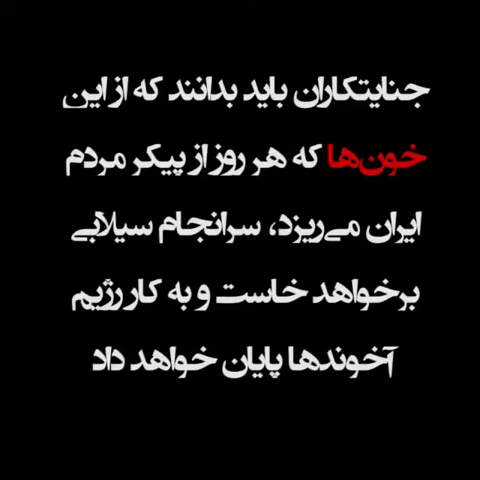 جنایتکاران باید بدانند که از این
خون‌ها که هر روز از پیکر مردم
ایران می‌ریزد، سرانجام سیلابی
برخواهد خاست و به کار رژیم
آخوندها پایان خواهد داد